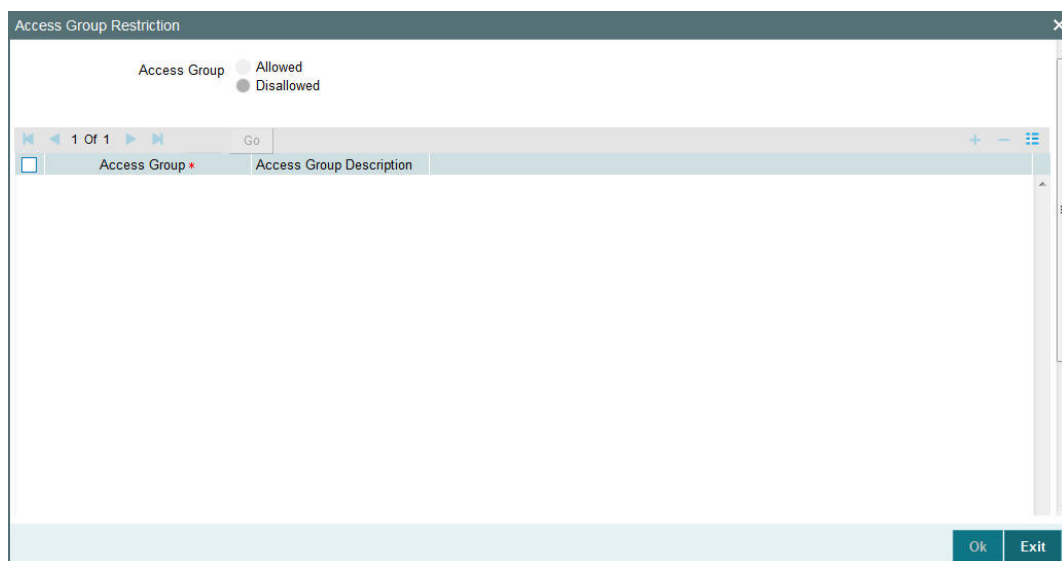 Access Group Restriction
Access Group Allowed
Disallowed
1 Of 1 Go
Access Group * Access Group Description
Ok Exit